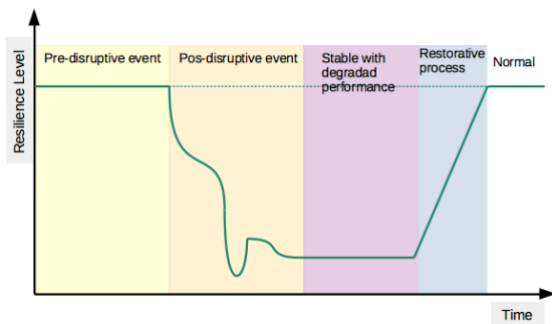 Resilience Level
Pre-disruptive event
Pos-disruptive event
Stable with
degradad
performance
Restorative
process
Normal
Time